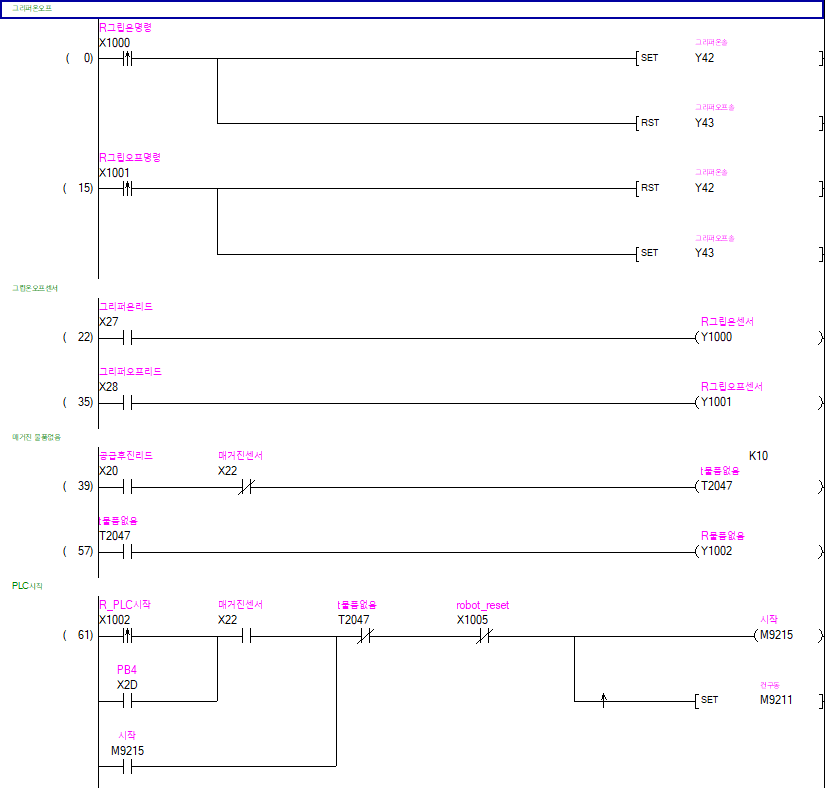 그리퍼온오프
R그립온명령
X1000
그리퍼온솔
( 0)
SET Y42
그리퍼오프솔
RST Y43
R그립오프명령
X1001
그리퍼온솔
( 15)
RST Y42
그리퍼오프솔
SET Y43
그립온오프센서
그리퍼온리드
X27
R그립온센서
( 22)
Y1000
그리퍼오프리드
X28
R그립오프센서
( 35)
Y1001
매거진 물품없음
공급후진리드 매거진센서
K10
X20 X22
t물품없음
( 39)
T2047
t물품없음
T2047
R물품없음
( 57)
Y1002
PLC시작
R_PLC시작 매거진센서 t물품없음 robot_reset
X1002 X22 T2047 X1005
시작
( 61)
M9215
PB4
X2D
전구동
SET M9211
시작
M9215